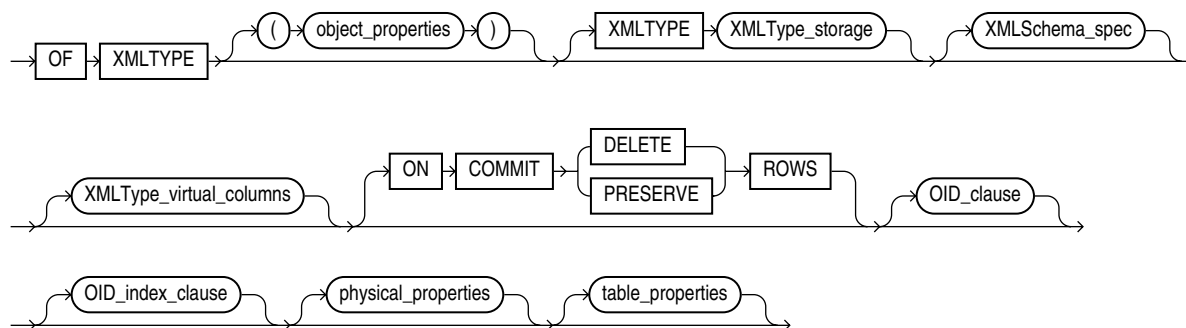 OF XMLTYPE ( object_properties ) XMLTYPE XMLType_storage XMLSchema_spec
XMLType_virtual_columns ON COMMIT DELETE PRESERVE ROWS OID_clause
OID_index_clause physical_properties table_properties